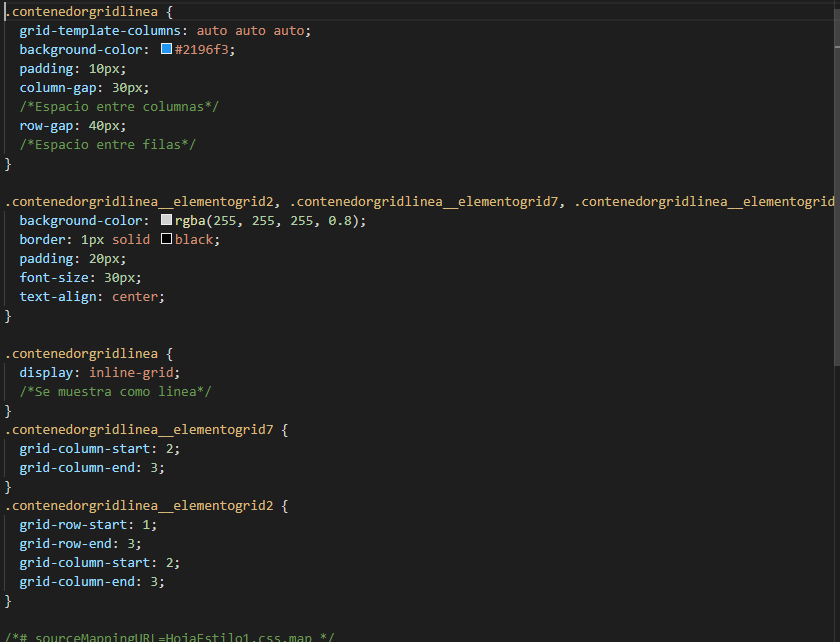 .contenedorgridlinea {
grid-template-columns: auto auto auto;
background-color: #2196f3;
padding: 10px;
column-gap: 30px;
/*Espacio entre columnas*/
row-gap: 40px;
/*Espacio entre filas*/
}
.contenedorgridlinea__elementogrid2, .contenedorgridlinea__elementogrid7, .contenedorgridlinea__elementogrid
background-color: rgba(255, 255, 255, 0.8);
border: 1px solid black;
padding: 20px;
font-size: 30px;
text-align: center;
}
.contenedorgridlinea {
display: inline-grid;
/*Se muestra como linea*/
}
.contenedorgridlinea__elementogrid7 {
grid-column-start: 2;
grid-column-end: 3;
}
.contenedorgridlinea__elementogrid2 {
grid-row-start: 1;
grid-row-end: 3;
grid-column-start: 2;
grid-column-end: 3;
}
/*# sourceMappingURL=HojaEstilo1.css.map */